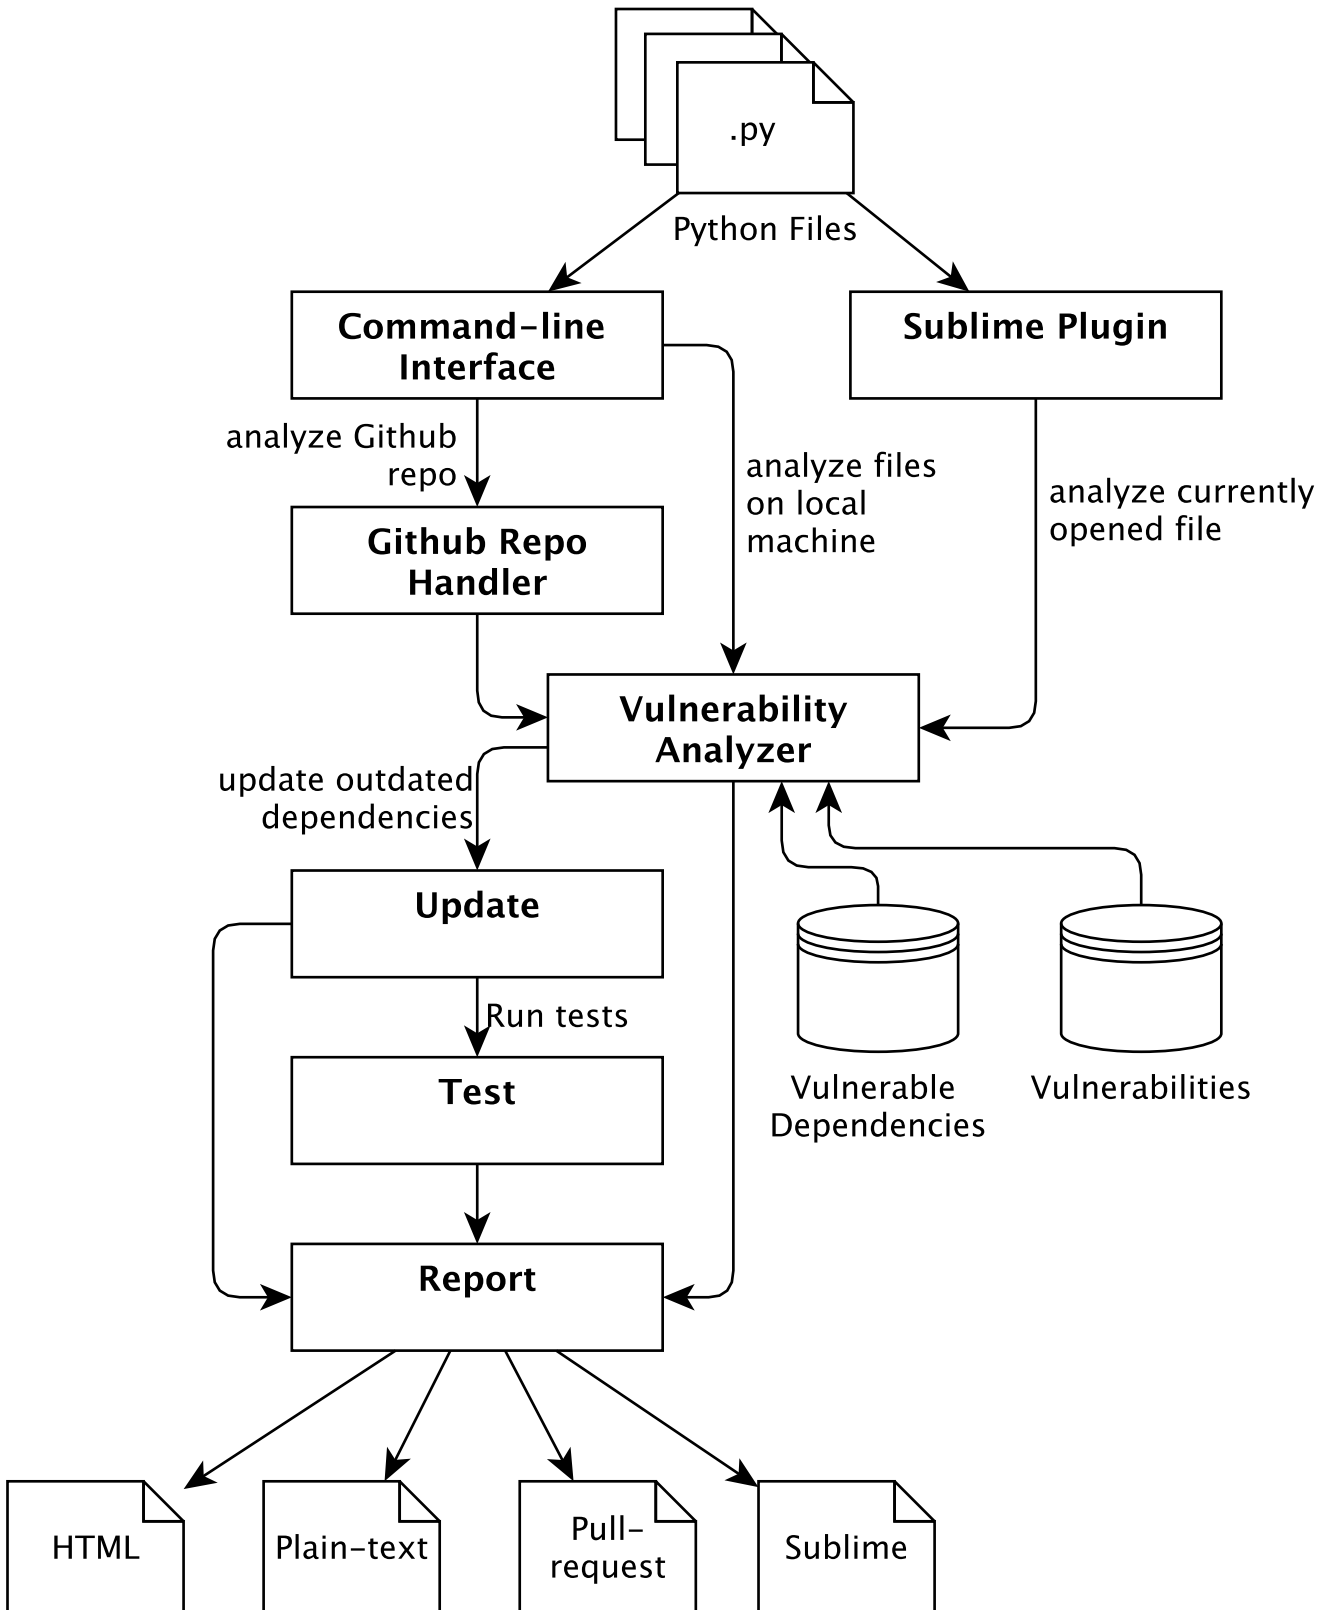 .py
Python Files
Command-line
Interface
Sublime Plugin
analyze Github
repo
analyze files
on local
machine
analyze currently
opened file
Github Repo
Handler
Vulnerability
Analyzer
update outdated
dependencies
Update
Run tests
Vulnerable
Dependencies
Vulnerabilities
Test
Report
HTML
Plain-text
Pull-
request
Sublime